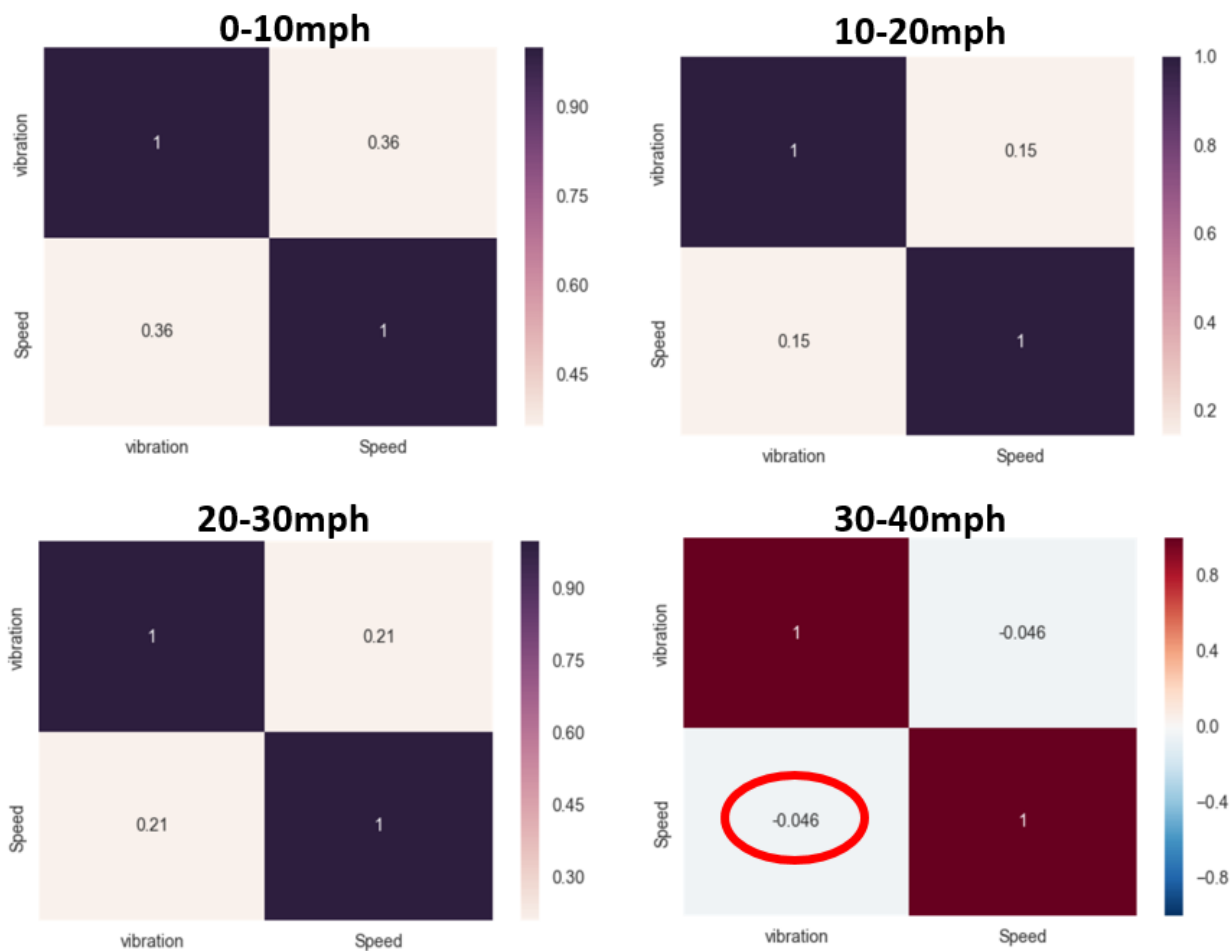 0-10mph
vibration
Speed
1
0.36
0.36
1
vibration
Speed
0.90
0.75
0.60
0.45
10-20mph
vibration
Speed
1
0.15
0.15
1
vibration
Speed
1.0
0.8
0.6
0.4
0.2
20-30mph
vibration
Speed
1
0.21
0.21
1
vibration
Speed
0.90
0.75
0.60
0.45
0.30
30-40mph
vibration
Speed
1
-0.046
-0.046
1
vibration
Speed
0.8
0.4
0.0
−0.4
−0.8